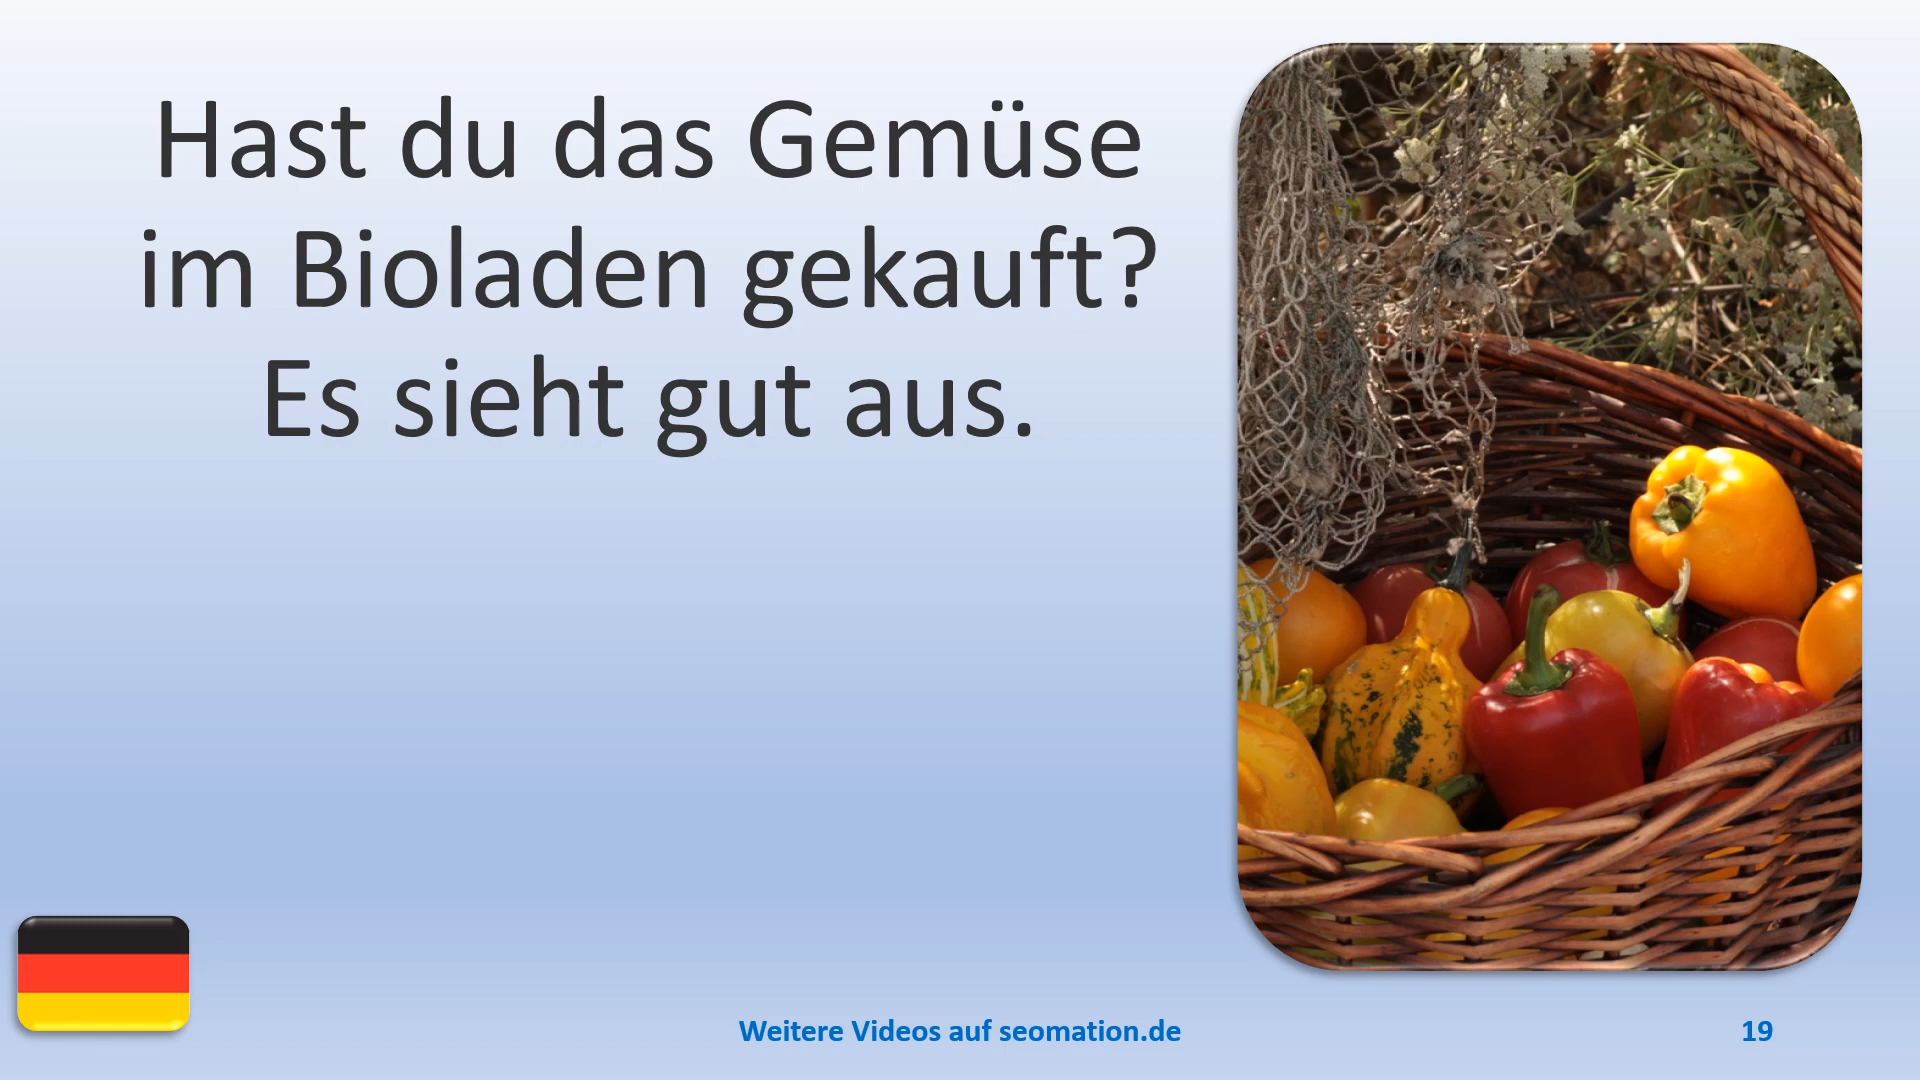 Hast du das Gemüse
im Bioladen gekauft?
Es sieht gut aus.
Weitere Videos auf seomation.de
19